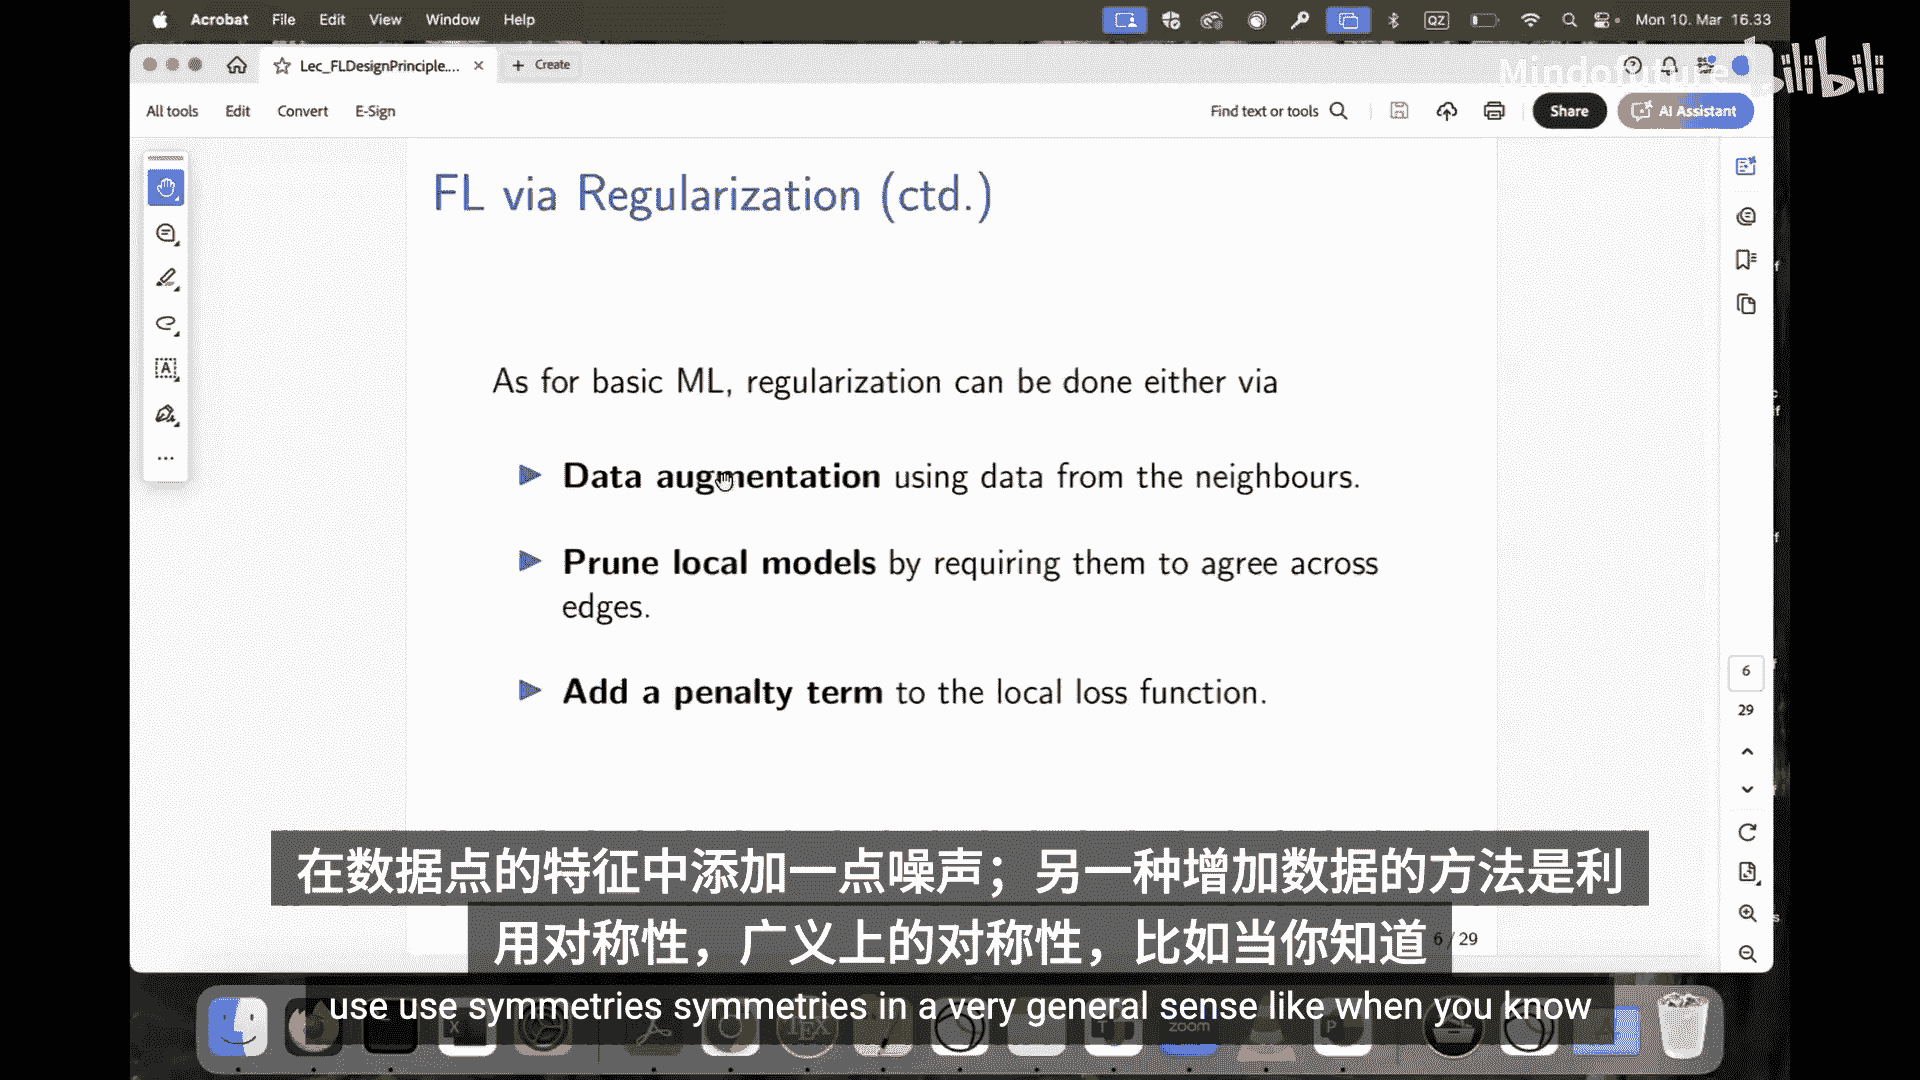 Acrobat File Edit View Window Help QZ Mon 10. Mar 16.33
Lec_FLDesignPrinciple.... Create
Mindofuture bilibili
All tools Edit Convert E-Sign Find text or tools Share AI Assistant
FL via Regularization (ctd.)
As for basic ML, regularization can be done either via
Data augmentation using data from the neighbours.
Prune local models by requiring them to agree across
edges.
Add a penalty term to the local loss function.
6
29
在数据点的特征中添加一点噪声；另一种增加数据的方法是利
用对称性，广义上的对称性，比如当你知道
6 / 29
use use symmetries symmetries in a very general sense like when you know
zoom